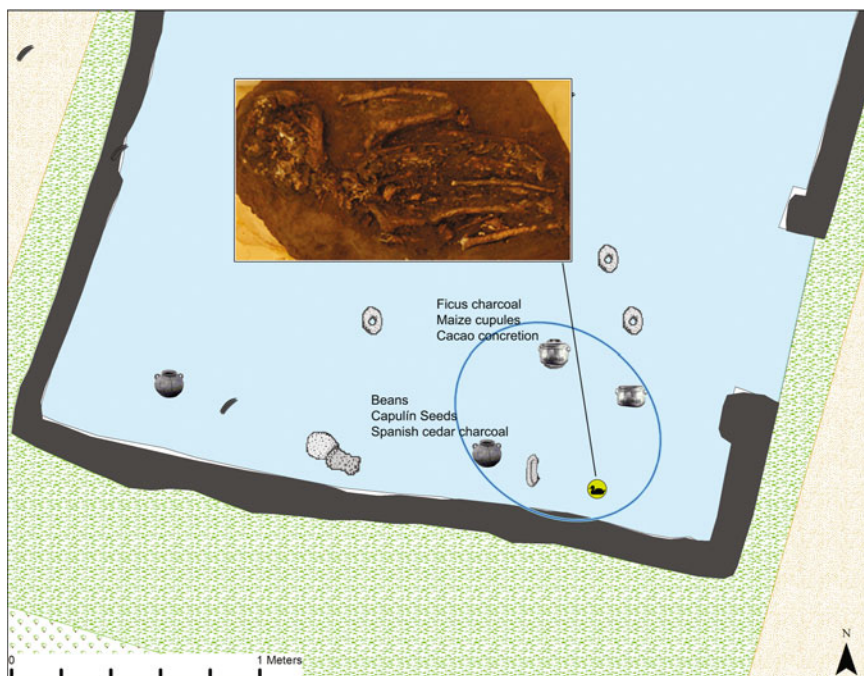 Ficus charcoal
Maize cupules
Cacao concretion
Beans
Capulín Seeds
Spanish cedar charcoal
0
1 Meters
N